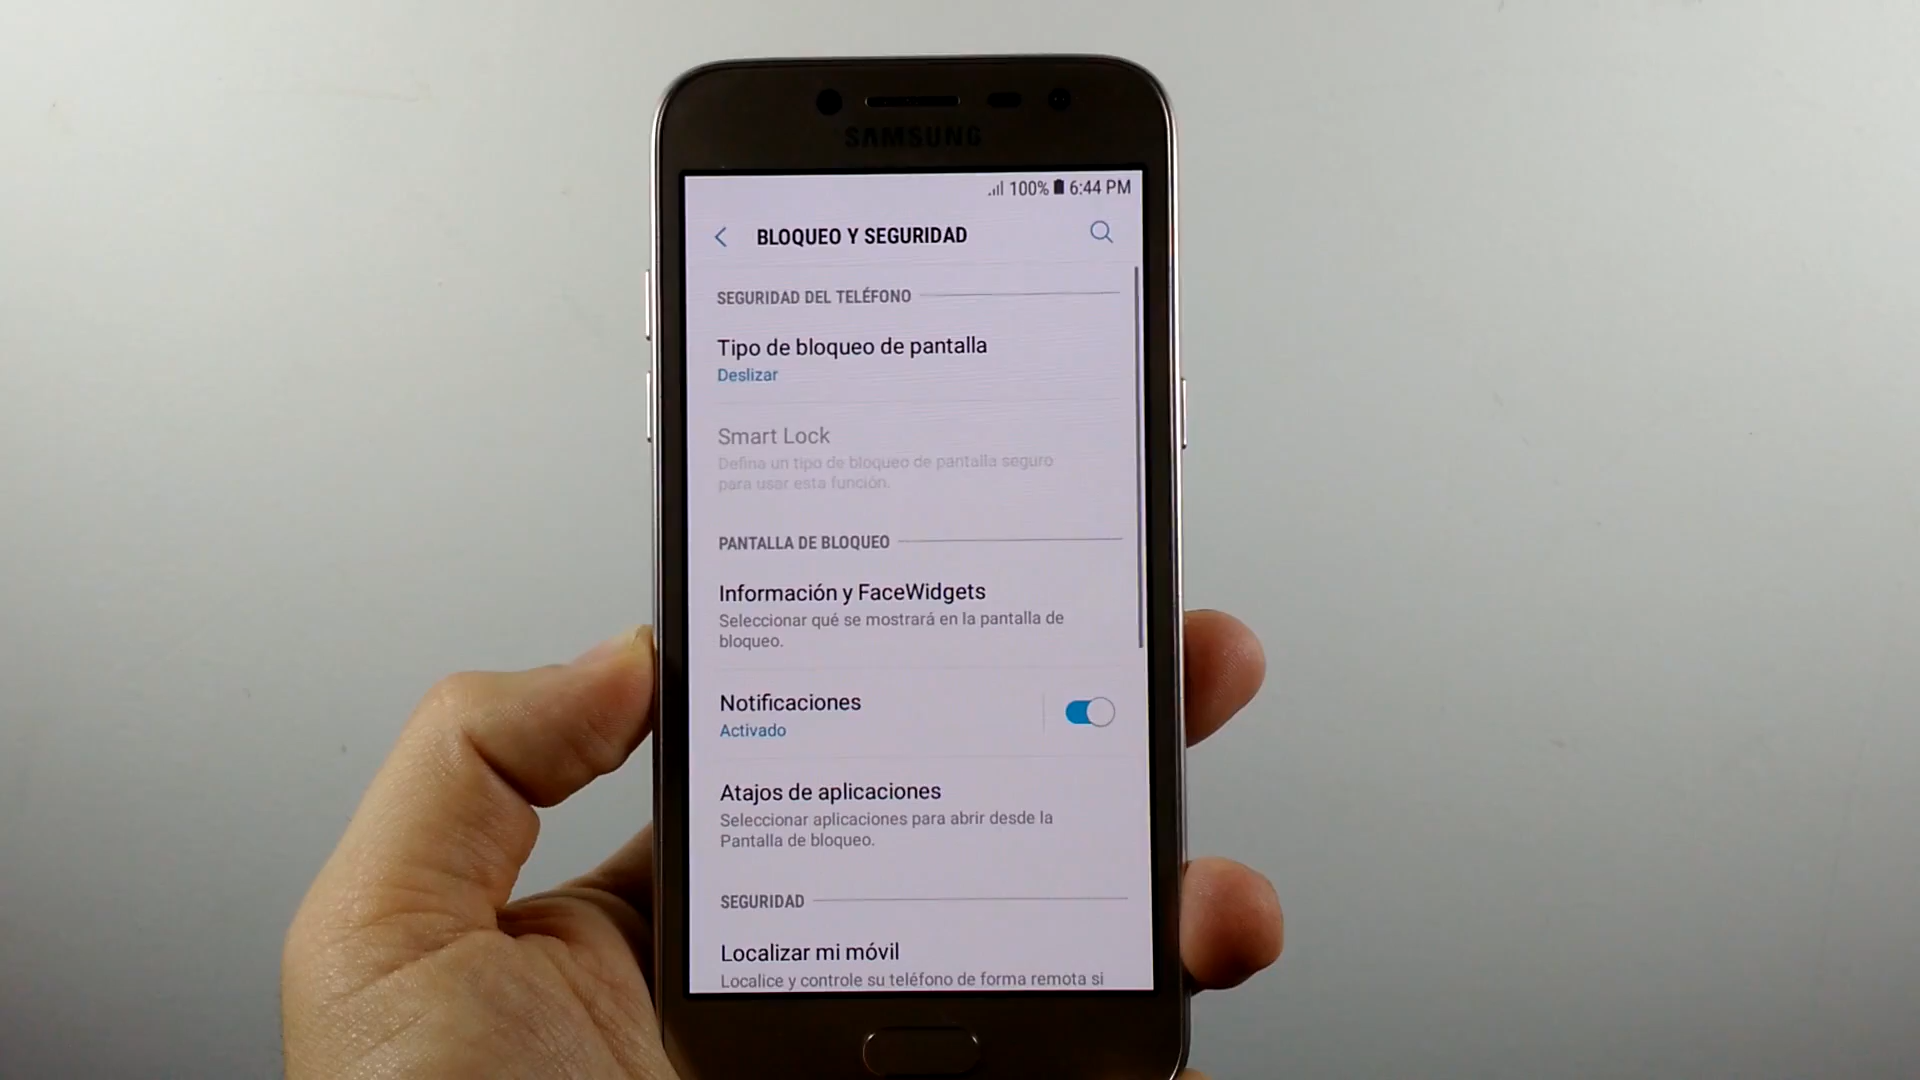 SAMSUNG
100% 6:44 PM
BLOQUEO Y SEGURIDAD
SEGURIDAD DEL TELÉFONO
Tipo de bloqueo de pantalla
Deslizar
Smart Lock
Defina un tipo de bloqueo de pantalla seguro
para usar esta función.
PANTALLA DE BLOQUEO
Información y FaceWidgets
Seleccionar qué se mostrará en la pantalla de
bloqueo.
Notificaciones
Activado
Atajos de aplicaciones
Seleccionar aplicaciones para abrir desde la
Pantalla de bloqueo.
SEGURIDAD
Localizar mi móvil
Localice y controle su teléfono de forma remota si